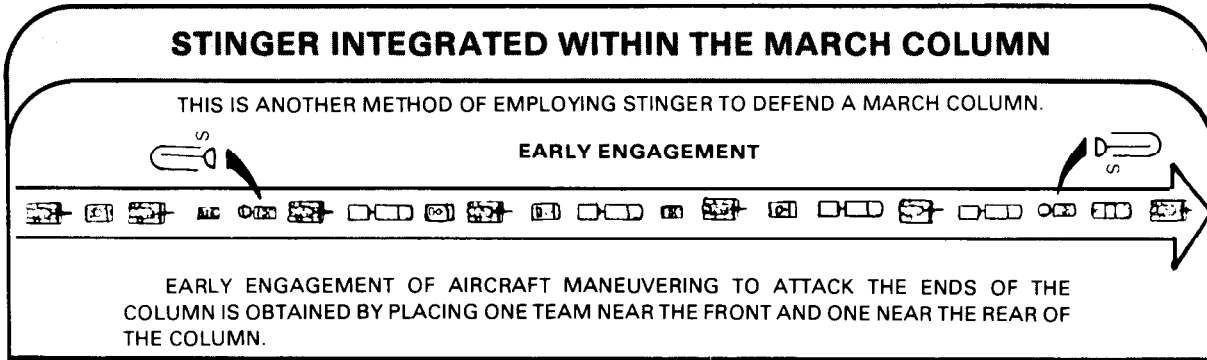 STINGER INTEGRATED WITHIN THE MARCH COLUMN
THIS IS ANOTHER METHOD OF EMPLOYING STINGER TO DEFEND A MARCH COLUMN.
EARLY ENGAGEMENT
S
S
EARLY ENGAGEMENT OF AIRCRAFT MANEUVERING TO ATTACK THE ENDS OF THE
COLUMN IS OBTAINED BY PLACING ONE TEAM NEAR THE FRONT AND ONE NEAR THE REAR OF
THE COLUMN.